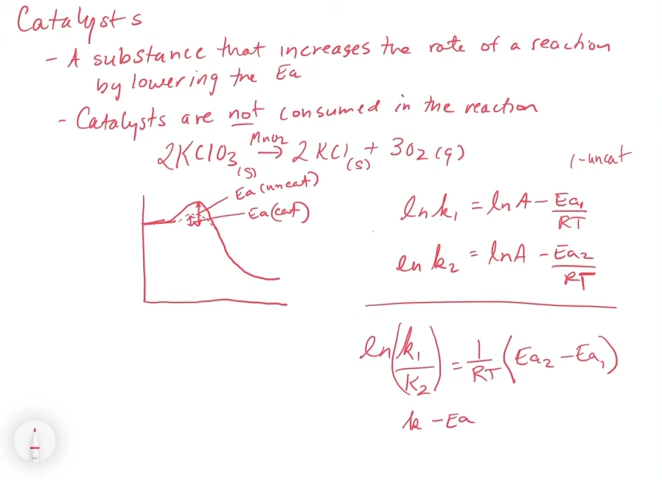 Catalysts
- A substance that increases the rate of a reaction
by lowering the Ea
- Catalysts are not consumed in the reaction
2KClO3 (s) MnO2 → 2 KCl (s) + 3O2 (g)
1-uncat
Ea (uncat)
Ea (cat)
ln k1 = ln A - Ea1/RT
ln k2 = ln A - Ea2/RT
ln(k1/K2) = 1/RT (Ea2 - Ea1)
k - Ea